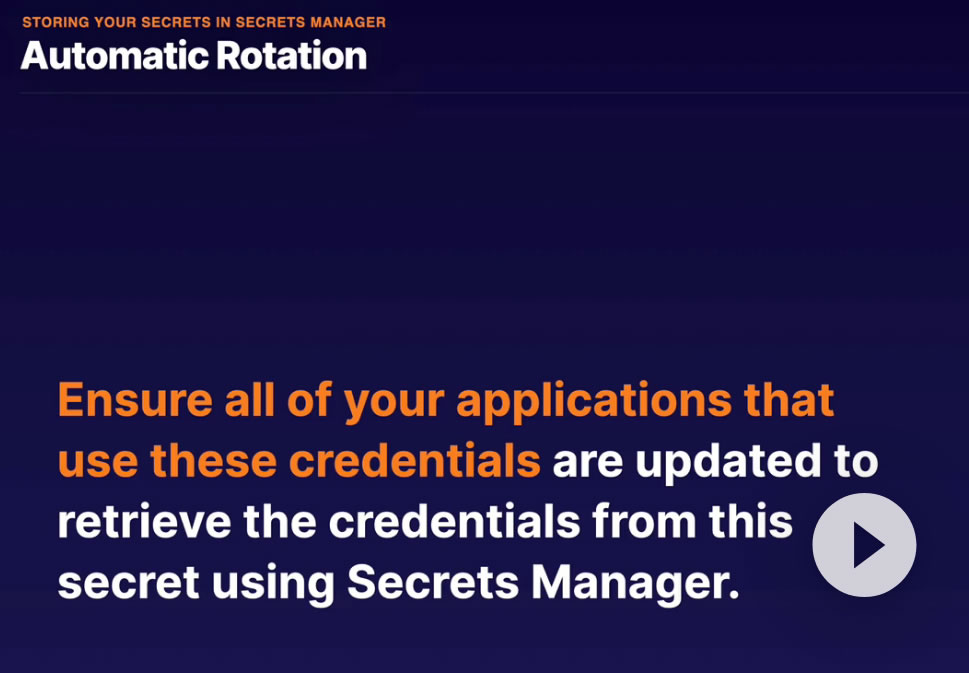 STORING YOUR SECRETS IN SECRETS MANAGER
Automatic Rotation
Ensure all of your applications that
use these credentials are updated to
retrieve the credentials from this
secret using Secrets Manager.